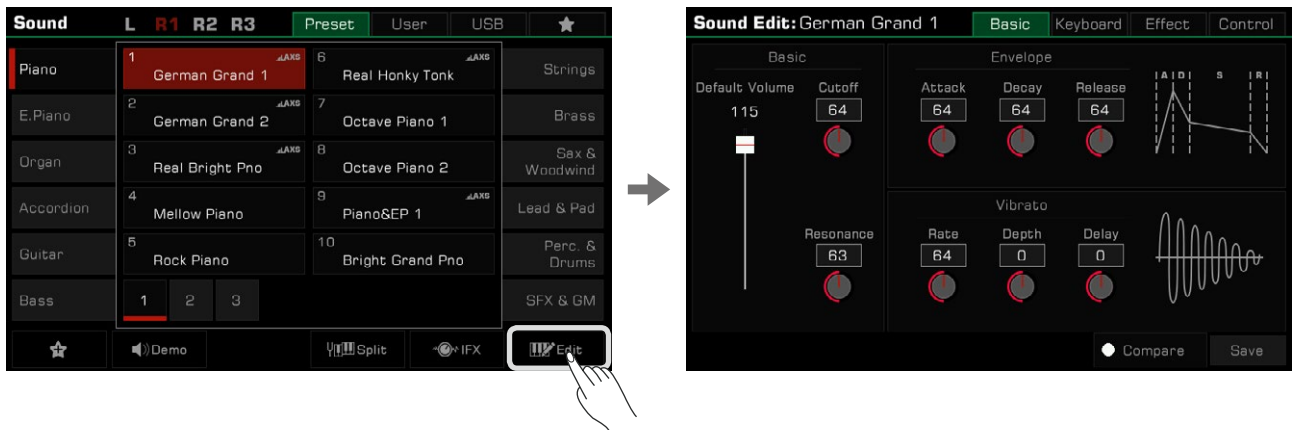 Sound L R1 R2 R3 Preset User USB
Piano
E.Piano
Organ
Accordion
Guitar
Bass
1 AXS
German Grand 1
2 AXS
German Grand 2
3 AXS
Real Bright Pno
4
Mellow Piano
5
Rock Piano
6 AXS
Real Honky Tonk
7
Octave Piano 1
8
Octave Piano 2
9 AXS
Piano&EP 1
10
Bright Grand Pno
1 2 3
Strings
Brass
Sax &
Woodwind
Lead & Pad
Perc. &
Drums
SFX & GM
Demo Split IFX Edit
Sound Edit: German Grand 1 Basic Keyboard Effect Control
Basic
Default Volume Cutoff
115 64
Resonance
63
Envelope
Attack Decay Release
64 64 64
A D S R
Vibrato
Rate Depth Delay
64 0 0
Compare Save